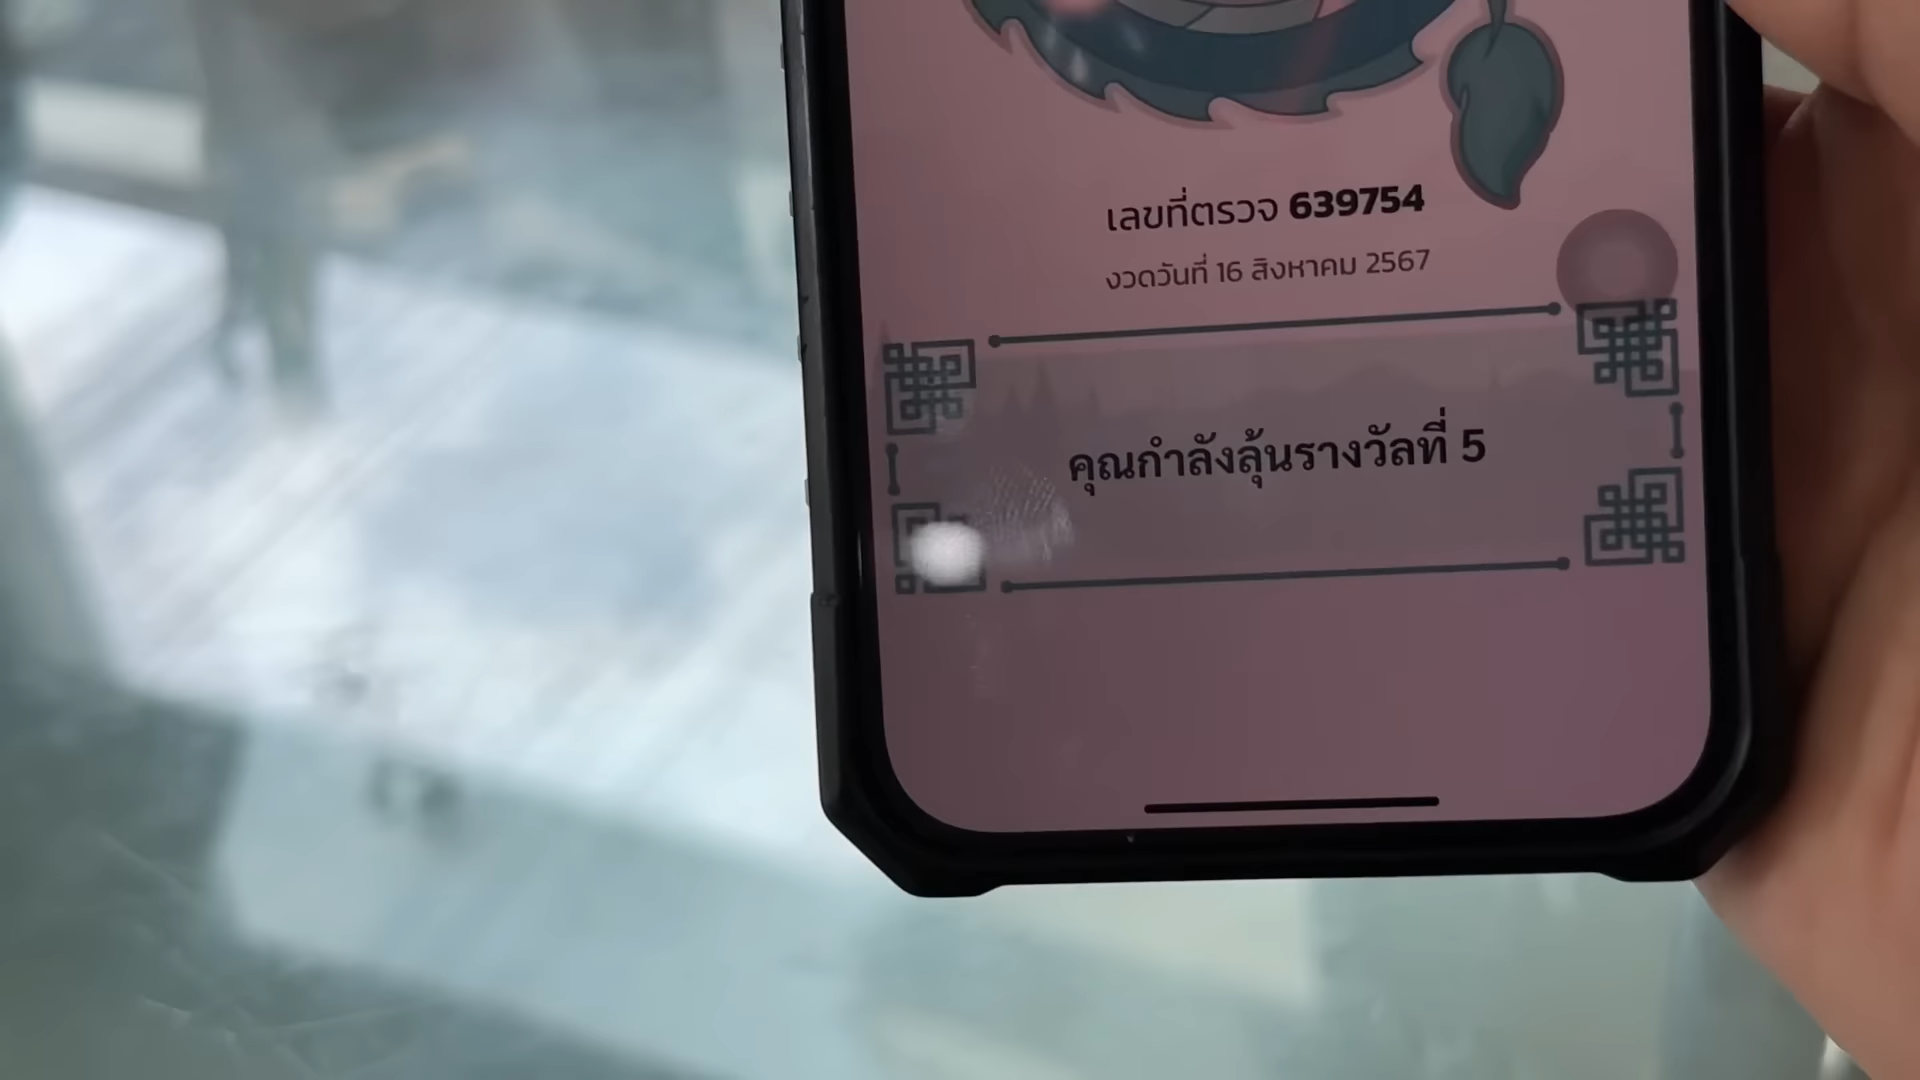 เลขที่ตรวจ 639754
งวดวันที่ 16 สิงหาคม 2567
คุณกำลังลุ้นรางวัลที่ 5